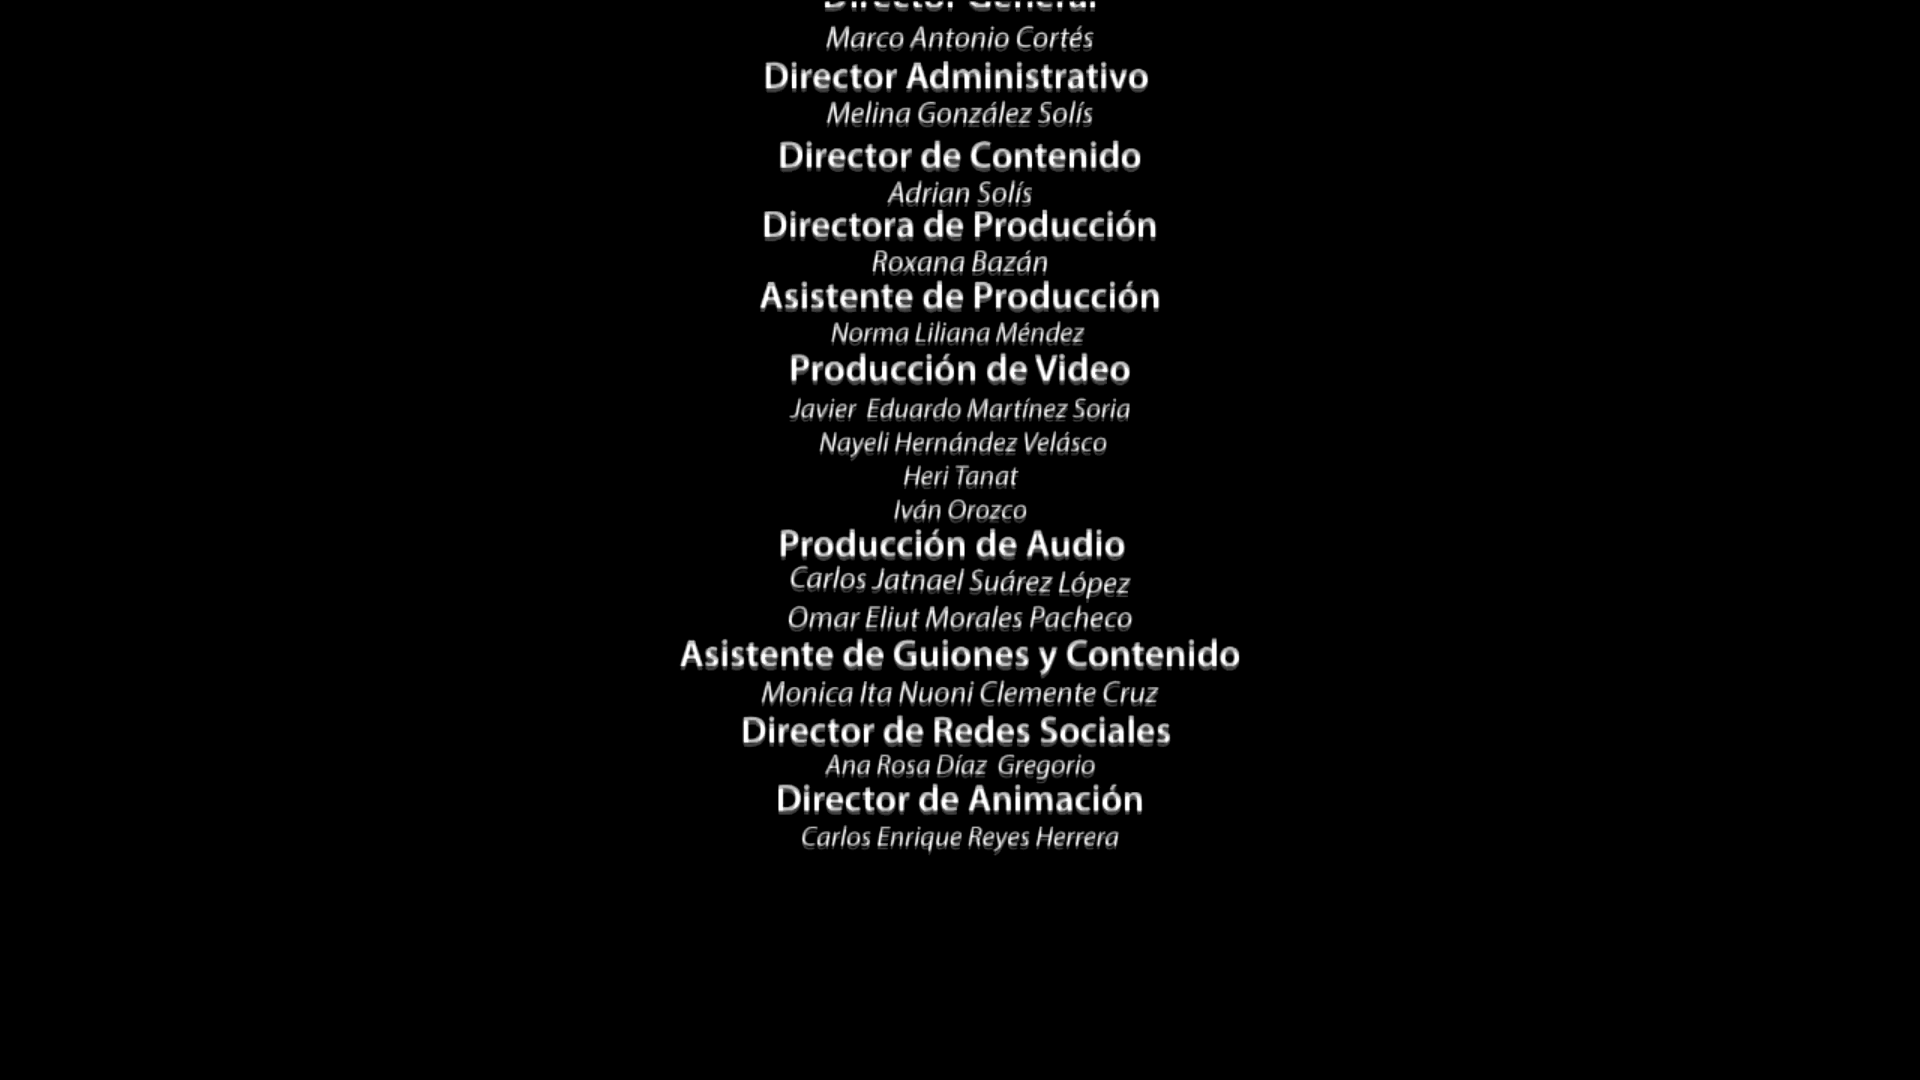 Director General
Marco Antonio Cortés
Director Administrativo
Melina González Solís
Director de Contenido
Adrian Solís
Directora de Producción
Roxana Bazán
Asistente de Producción
Norma Liliana Méndez
Producción de Video
Javier  Eduardo Martínez Soria
Nayeli Hernández Velásco
Heri Tanat
Iván Orozco
Producción de Audio
Carlos Jatnael Suárez López
Omar Eliut Morales Pacheco
Asistente de Guiones y Contenido
Monica Ita Nuoni Clemente Cruz
Director de Redes Sociales
Ana Rosa Díaz  Gregorio
Director de Animación
Carlos Enrique Reyes Herrera